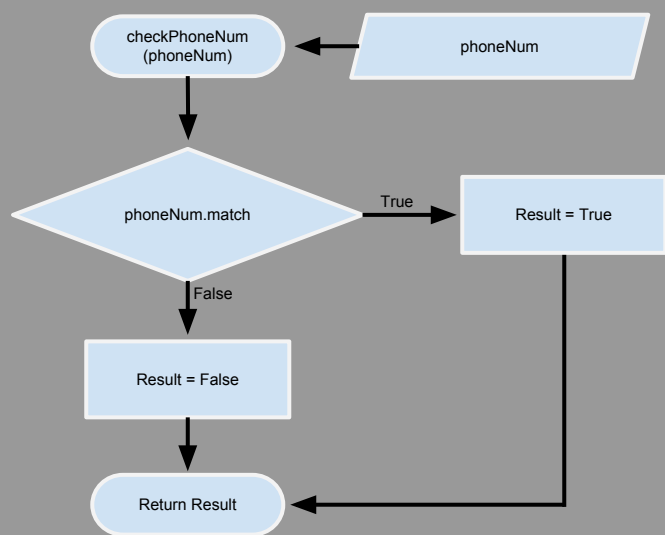 checkPhoneNum
(phoneNum)
phoneNum
phoneNum.match
True
Result = True
False
Result = False
Return Result